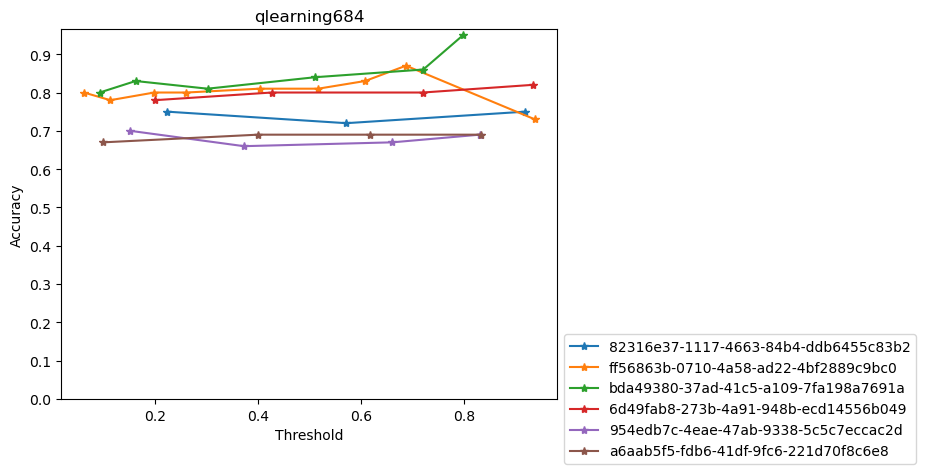 qlearning684
Accuracy
0.9
0.8
0.7
0.6
0.5
0.4
0.3
0.2
0.1
0.0
0.2
0.4
0.6
0.8
Threshold
82316e37-1117-4663-84b4-ddb6455c83b2
ff56863b-0710-4a58-ad22-4bf2889c9bc0
bda49380-37ad-41c5-a109-7fa198a7691a
6d49fab8-273b-4a91-948b-ecd14556b049
954edb7c-4eae-47ab-9338-5c5c7eccac2d
a6aab5f5-fdb6-41df-9fc6-221d70f8c6e8